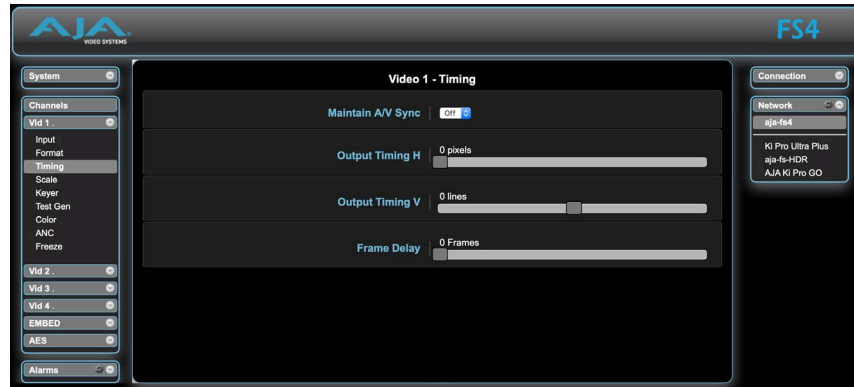 AJA
VIDEO SYSTEMS
FS4
System
Channels
Vid 1 .
Input
Format
Timing
Scale
Keyer
Test Gen
Color
ANC
Freeze
Vid 2 .
Vid 3 .
Vid 4 .
EMBED
AES
Alarms
Video 1 - Timing
Maintain A/V Sync
Off
Output Timing H
0 pixels
Output Timing V
0 lines
Frame Delay
0 Frames
Connection
Network
aja-fs4
Ki Pro Ultra Plus
aja-fs-HDR
AJA Ki Pro GO